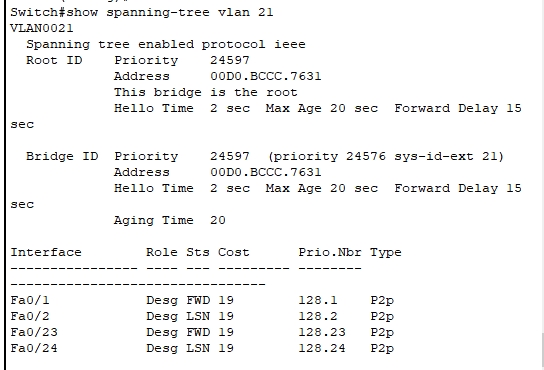 Switch#show spanning-tree vlan 21
VLAN0021
  Spanning tree enabled protocol ieee
  Root ID    Priority    24597
             Address     00D0.BCCC.7631
             This bridge is the root
             Hello Time  2 sec  Max Age 20 sec  Forward Delay 15
sec

  Bridge ID  Priority    24597  (priority 24576 sys-id-ext 21)
             Address     00D0.BCCC.7631
             Hello Time  2 sec  Max Age 20 sec  Forward Delay 15
sec
             Aging Time  20

Interface        Role Sts Cost      Prio.Nbr Type
---------------- ---- --- --------- --------
--------------------------------
Fa0/1            Desg FWD 19        128.1    P2p
Fa0/2            Desg LSN 19        128.2    P2p
Fa0/23           Desg FWD 19        128.23   P2p
Fa0/24           Desg LSN 19        128.24   P2p